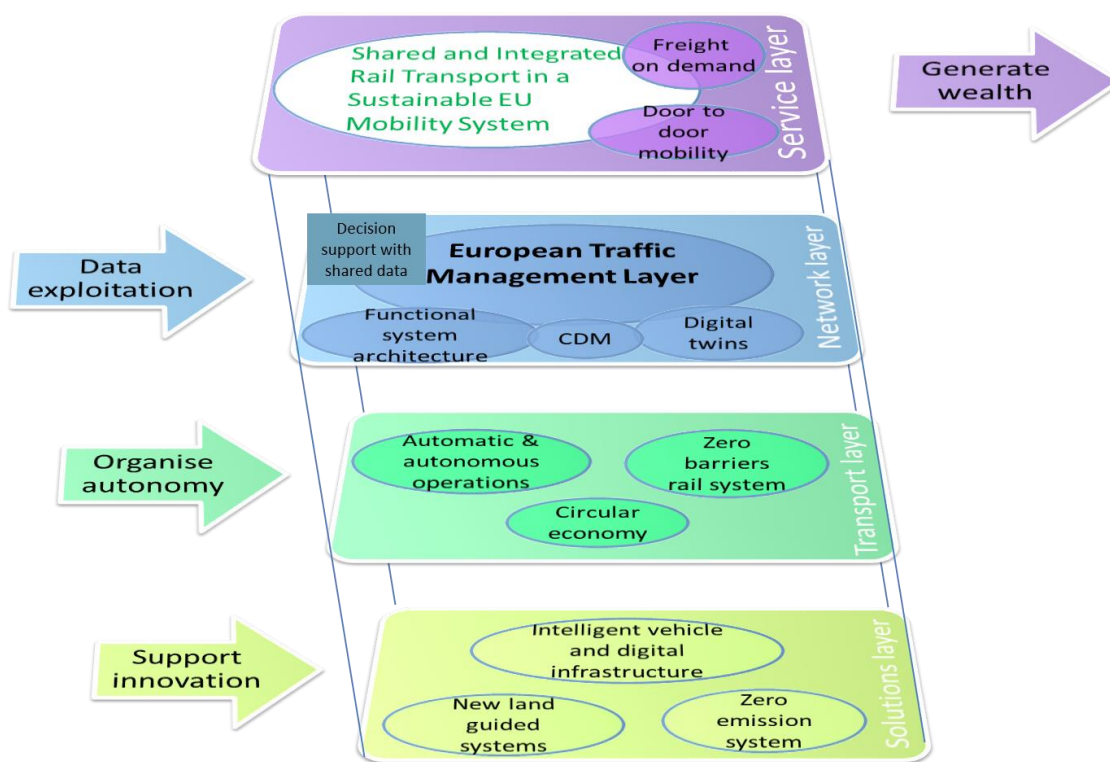 Shared and Integrated
Rail Transport in a
Sustainable EU
Mobility System
Freight
on demand
Door to
door
mobility
Service layer
Generate
wealth
Data
exploitation
Decision
support with
shared data
European Traffic
Management Layer
Functional
system
architecture
CDM
Digital
twins
Network layer
Organise
autonomy
Automatic &
autonomous
operations
Zero
barriers
rail system
Circular
economy
Transport layer
Support
innovation
Intelligent vehicle
and digital
infrastructure
New land
guided
systems
Zero
emission
system
Solutions layer